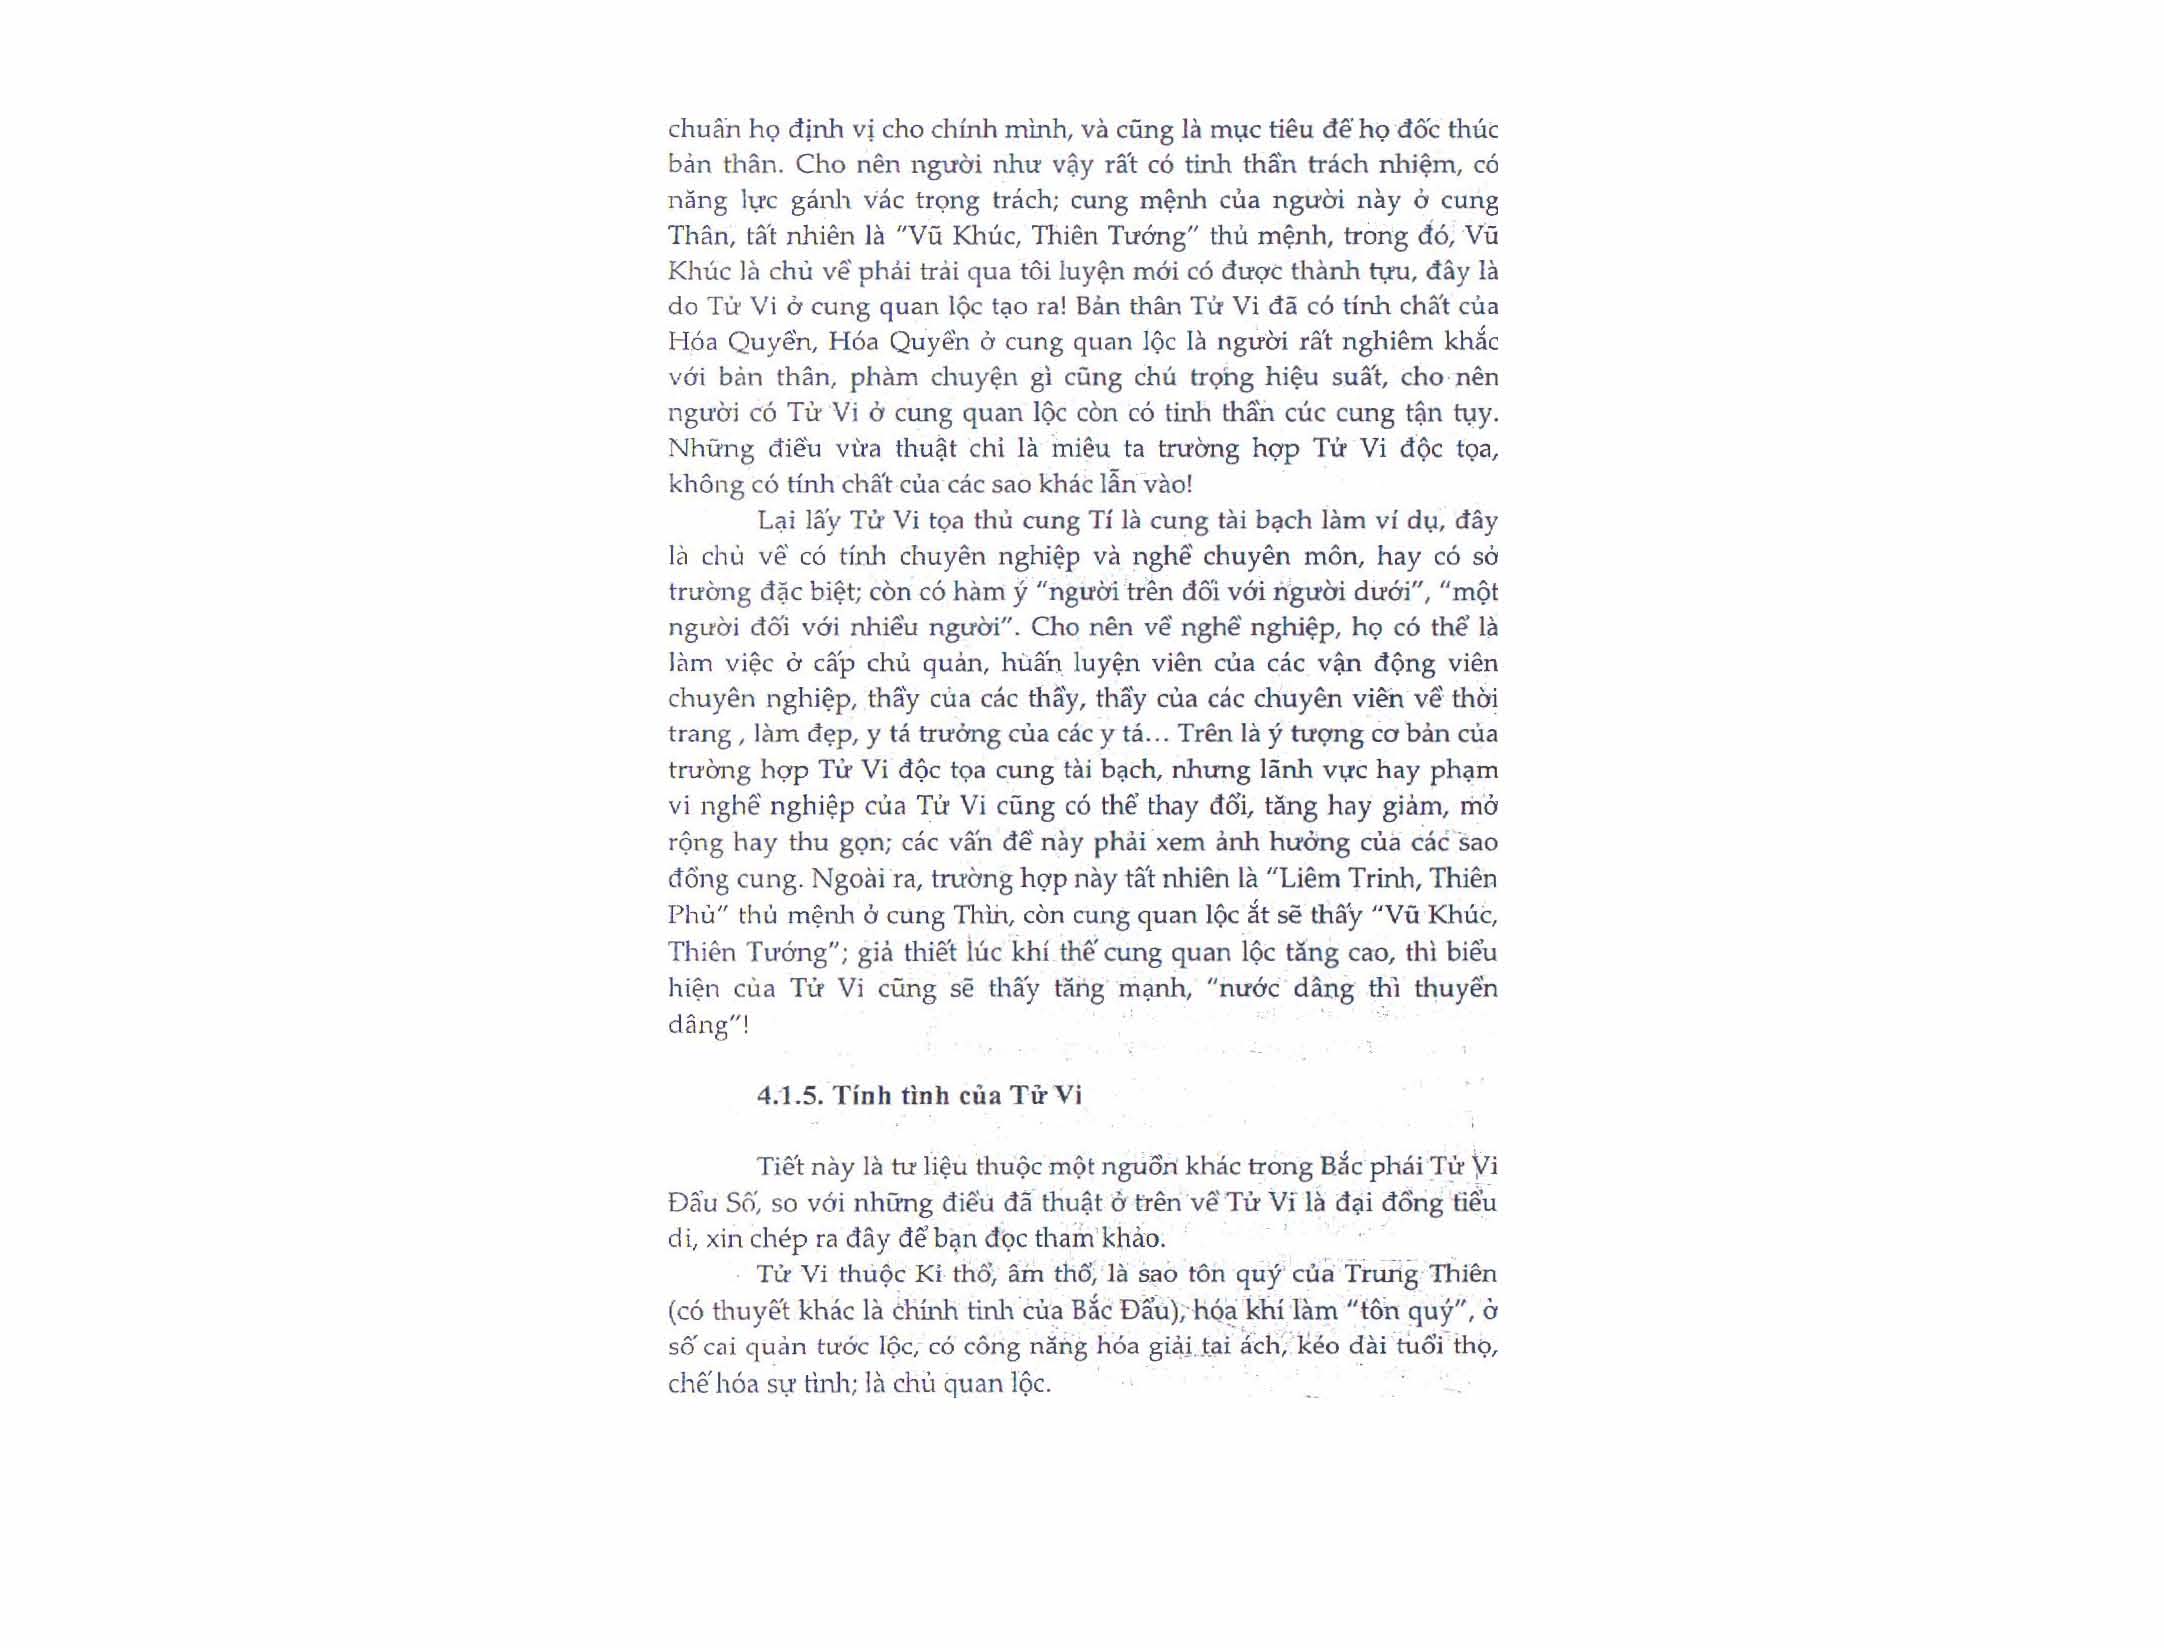 chuẩn họ định vị cho chính mình, và cũng là mục tiêu để họ đốc thúc
bản thân. Cho nên người như vậy rất có tinh thần trách nhiệm, có
năng lực gánh vác trọng trách; cung mệnh của người này ở cung
Thân, tất nhiên là "Vũ Khúc, Thiên Tướng" thủ mệnh, trong đó, Vũ
Khúc là chủ về phải trải qua tôi luyện mới có được thành tựu, đây là
do Tử Vi ở cung quan lộc tạo ra! Bản thân Tử Vi đã có tính chất của
Hóa Quyền, Hóa Quyền ở cung quan lộc là người rất nghiêm khắc
với bản thân, phàm chuyện gì cũng chú trọng hiệu suất, cho nên
người có Tử Vi ở cung quan lộc còn có tinh thần cúc cung tận tụy.
Những điều vừa thuật chỉ là miêu ta trường hợp Tử Vi độc tọa,
không có tính chất của các sao khác lẫn vào!
Lại lấy Tử Vi tọa thủ cung Tí là cung tài bạch làm ví dụ, đây
là chủ về có tính chuyên nghiệp và nghề chuyên môn, hay có sở
trường đặc biệt; còn có hàm ý "người trên đối với người dưới", "một
người đối với nhiều người". Cho nên về nghề nghiệp, họ có thể là
làm việc ở cấp chủ quản, huấn luyện viên của các vận động viên
chuyên nghiệp, thầy của các thầy, thầy của các chuyên viên về thời
trang , làm đẹp, y tá trưởng của các y tá... Trên là ý tượng cơ bản của
trường hợp Tử Vi độc tọa cung tài bạch, nhưng lãnh vực hay phạm
vi nghề nghiệp của Tử Vi cũng có thể thay đổi, tăng hay giảm, mở
rộng hay thu gọn; các vấn đề này phải xem ảnh hưởng của các sao
đồng cung. Ngoài ra, trường hợp này tất nhiên là "Liêm Trinh, Thiên
Phủ" thủ mệnh ở cung Thìn, còn cung quan lộc ắt sẽ thấy "Vũ Khúc,
Thiên Tướng"; giả thiết lúc khí thế cung quan lộc tăng cao, thì biểu
hiện của Tử Vi cũng sẽ thấy tăng mạnh, "nước dâng thì thuyền
dâng"!
4.1.5. Tính tình của Tử Vi
Tiết này là tư liệu thuộc một nguồn khác trong Bắc phái Tử Vi
Đẩu Số, so với những điều đã thuật ở trên về Tử Vi là đại đồng tiểu
di, xin chép ra đây để bạn đọc tham khảo.
Tử Vi thuộc Kỉ thổ, âm thổ, là sao tôn quý của Trung Thiên
(có thuyết khác là chính tinh của Bắc Đẩu), hóa khí làm "tôn quý", ở
số cai quản tước lộc, có công năng hóa giải tai ách, kéo dài tuổi thọ,
chế hóa sự tình; là chủ quan lộc.